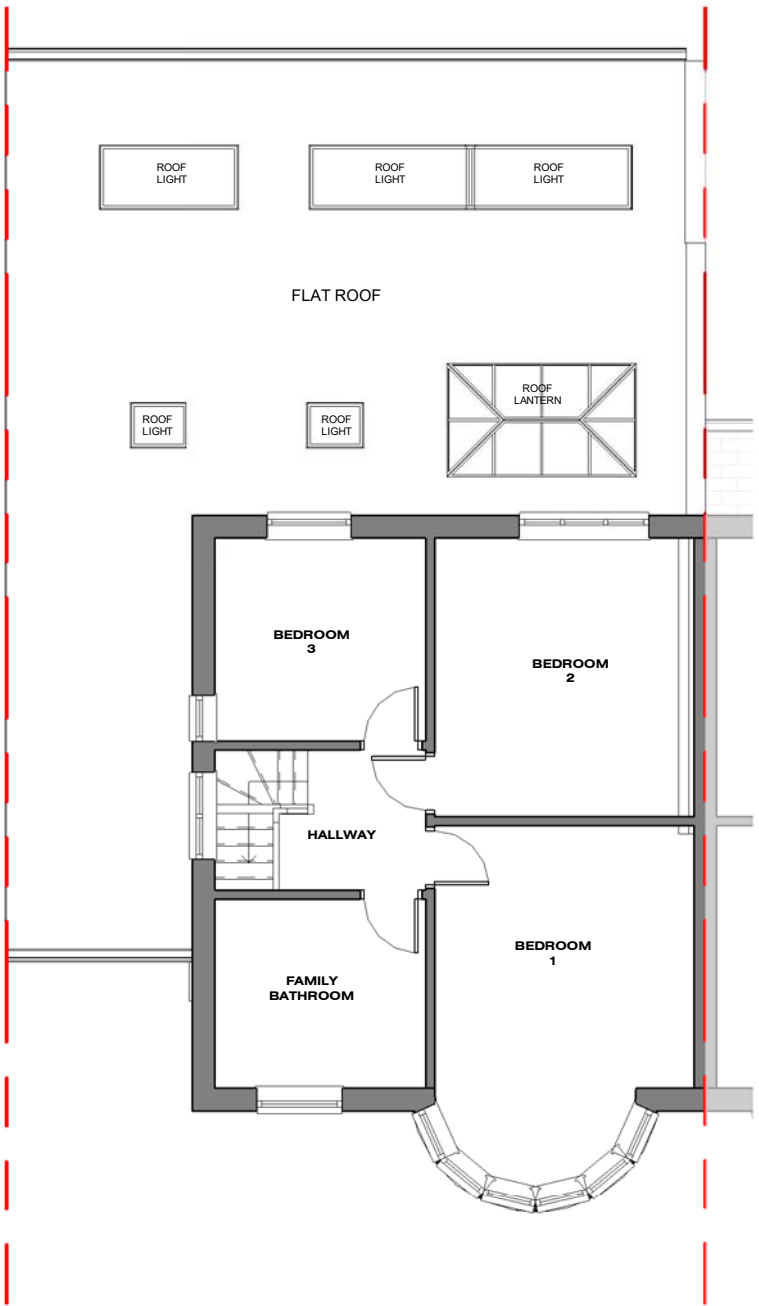 ROOF
LIGHT
ROOF
LIGHT
ROOF
LIGHT
FLAT ROOF
ROOF
LANTERN
ROOF
LIGHT
ROOF
LIGHT
BEDROOM
3
BEDROOM
2
HALLWAY
BEDROOM
1
FAMILY
BATHROOM